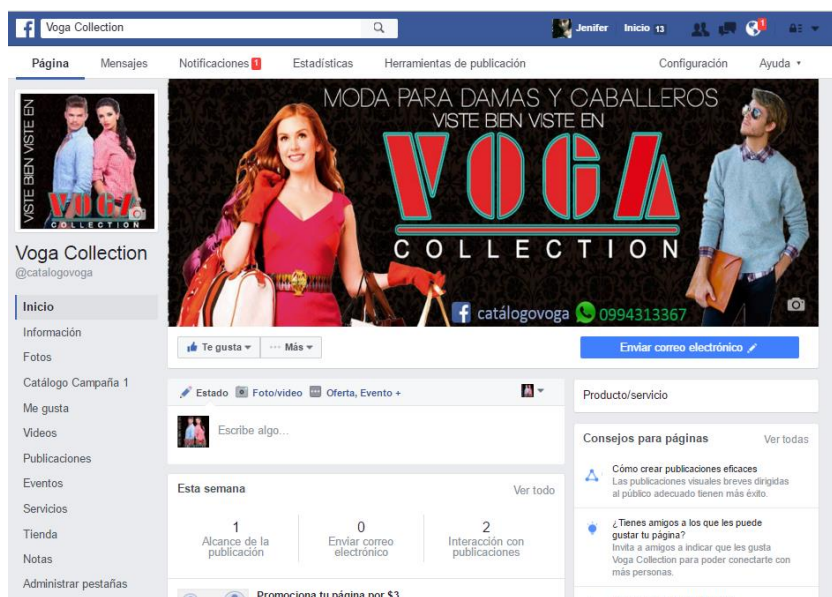 Voga Collection
Jenifer
Inicio 13
1
Página
Mensajes
Notificaciones 1
Estadísticas
Herramientas de publicación
Configuración
Ayuda
VISTE BIEN VISTE EN
VOGA
COLLECTION
MODA PARA DAMAS Y CABALLEROS
VISTE BIEN VISTE EN
VOGA
COLLECTION
catálogovoga 0994313367
Voga Collection
@catalogovoga
Inicio
Información
Fotos
Catálogo Campaña 1
Me gusta
Videos
Publicaciones
Eventos
Servicios
Tienda
Notas
Administrar pestañas
Te gusta
Más
Enviar correo electrónico
Estado
Foto/video
Oferta, Evento +
Escribe algo...
Esta semana
Ver todo
1
Alcance de la
publicación
0
Enviar correo
electrónico
2
Interacción con
publicaciones
Promociona tu página por $3
Producto/servicio
Consejos para páginas
Ver todas
Cómo crear publicaciones eficaces
Las publicaciones visuales breves dirigidas
al público adecuado tienen más éxito.
¿Tienes amigos a los que les puede
gustar tu página?
Invita a amigos a indicar que les gusta
Voga Collection para poder conectarte con
más personas.